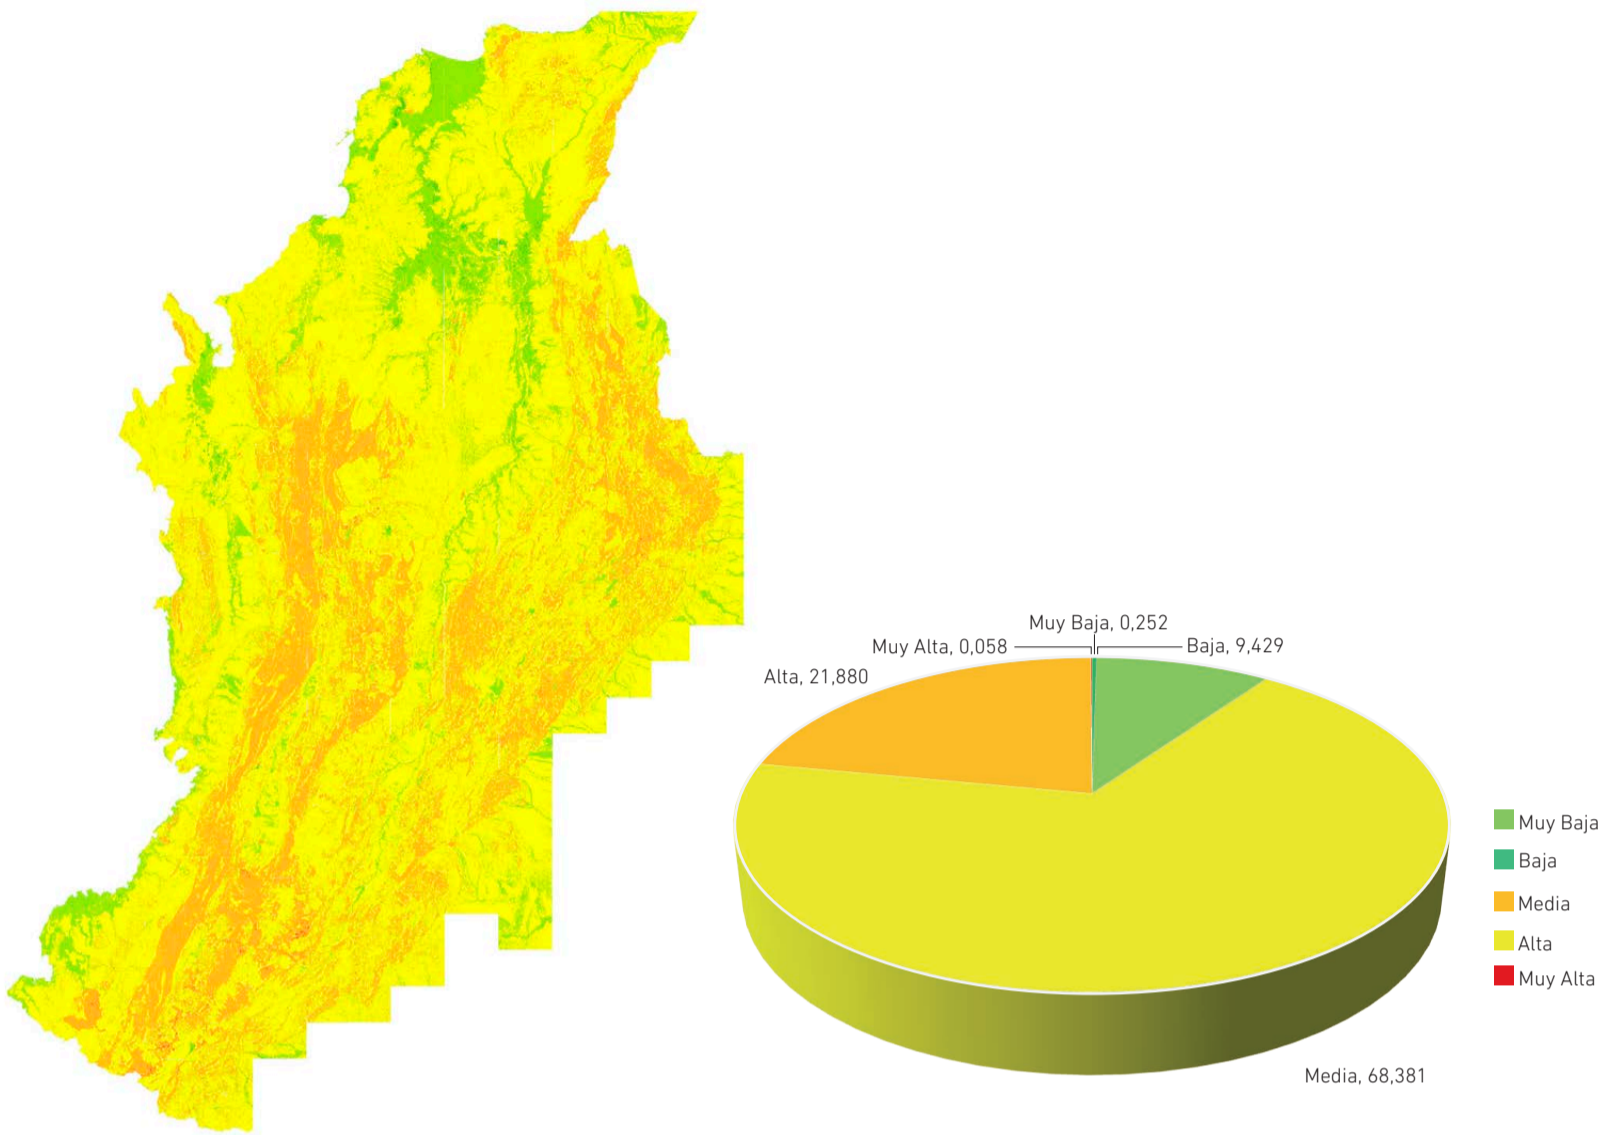 Muy Baja, 0,252
Muy Alta, 0,058
Baja, 9,429
Alta, 21,880
Muy Baja
Baja
Media
Alta
Muy Alta
Media, 68,381